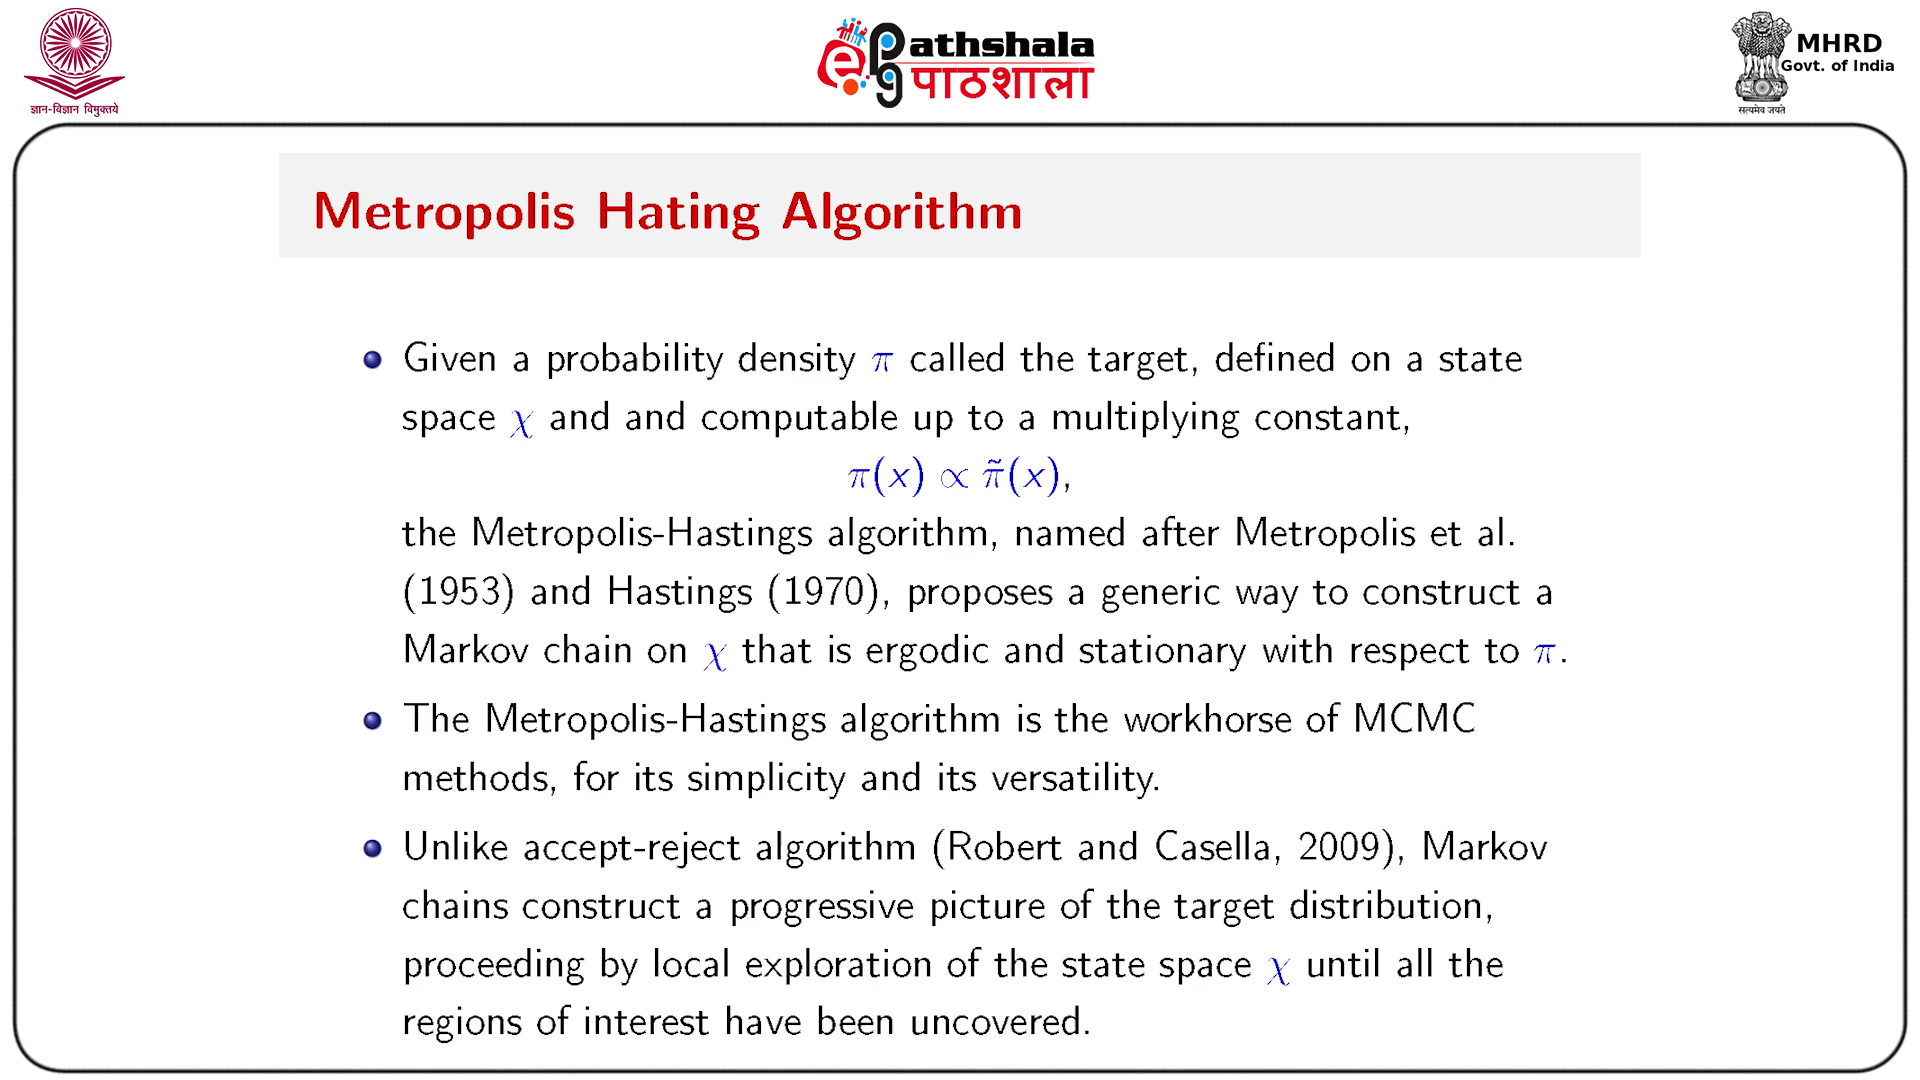 ज्ञान-विज्ञान विमुक्तये
ePG Pathshala
पाठशाला
MHRD
Govt. of India
सत्यमेव जयते
Metropolis Hating Algorithm
Given a probability density π called the target, defined on a state
space χ and and computable up to a multiplying constant,
π(x) ∝ π̃(x),
the Metropolis-Hastings algorithm, named after Metropolis et al.
(1953) and Hastings (1970), proposes a generic way to construct a
Markov chain on χ that is ergodic and stationary with respect to π.
The Metropolis-Hastings algorithm is the workhorse of MCMC
methods, for its simplicity and its versatility.
Unlike accept-reject algorithm (Robert and Casella, 2009), Markov
chains construct a progressive picture of the target distribution,
proceeding by local exploration of the state space χ until all the
regions of interest have been uncovered.